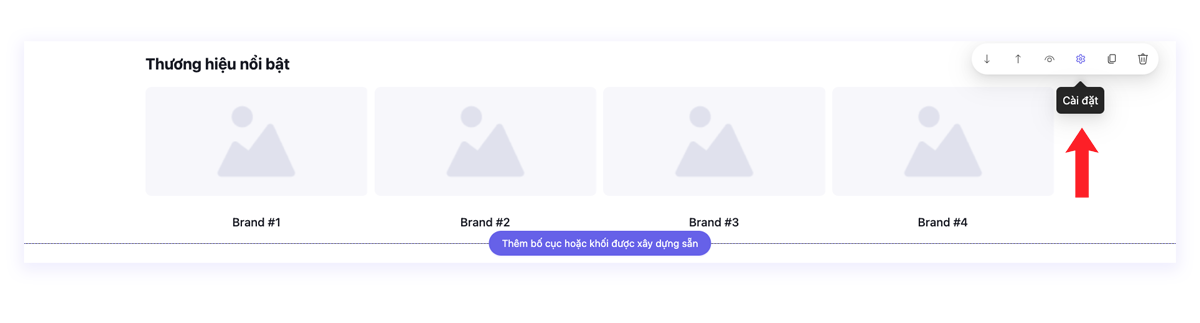 Thương hiệu nổi bật
Cài đặt
Brand #1
Brand #2
Brand #3
Brand #4
Thêm bố cục hoặc khối được xây dựng sẵn